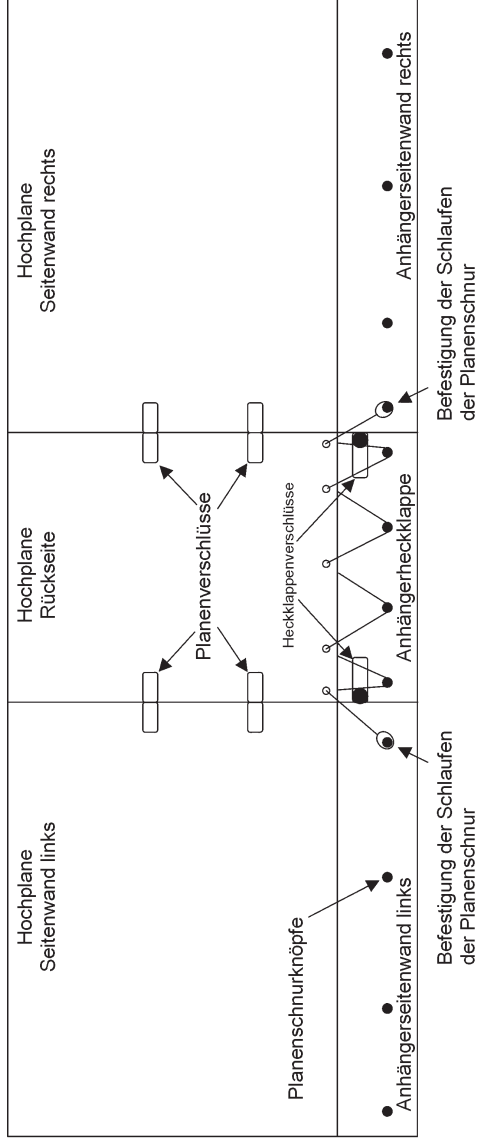 Hochplane
Seitenwand links
Hochplane
Rückseite
Hochplane
Seitenwand rechts
Planenverschlüsse
Heckklappenverschlüsse
Planenschnurknöpfe
Anhängerseitenwand links
Anhängerheckklappe
Anhängerseitenwand rechts
Befestigung der Schlaufen
der Planenschnur
Befestigung der Schlaufen
der Planenschnur